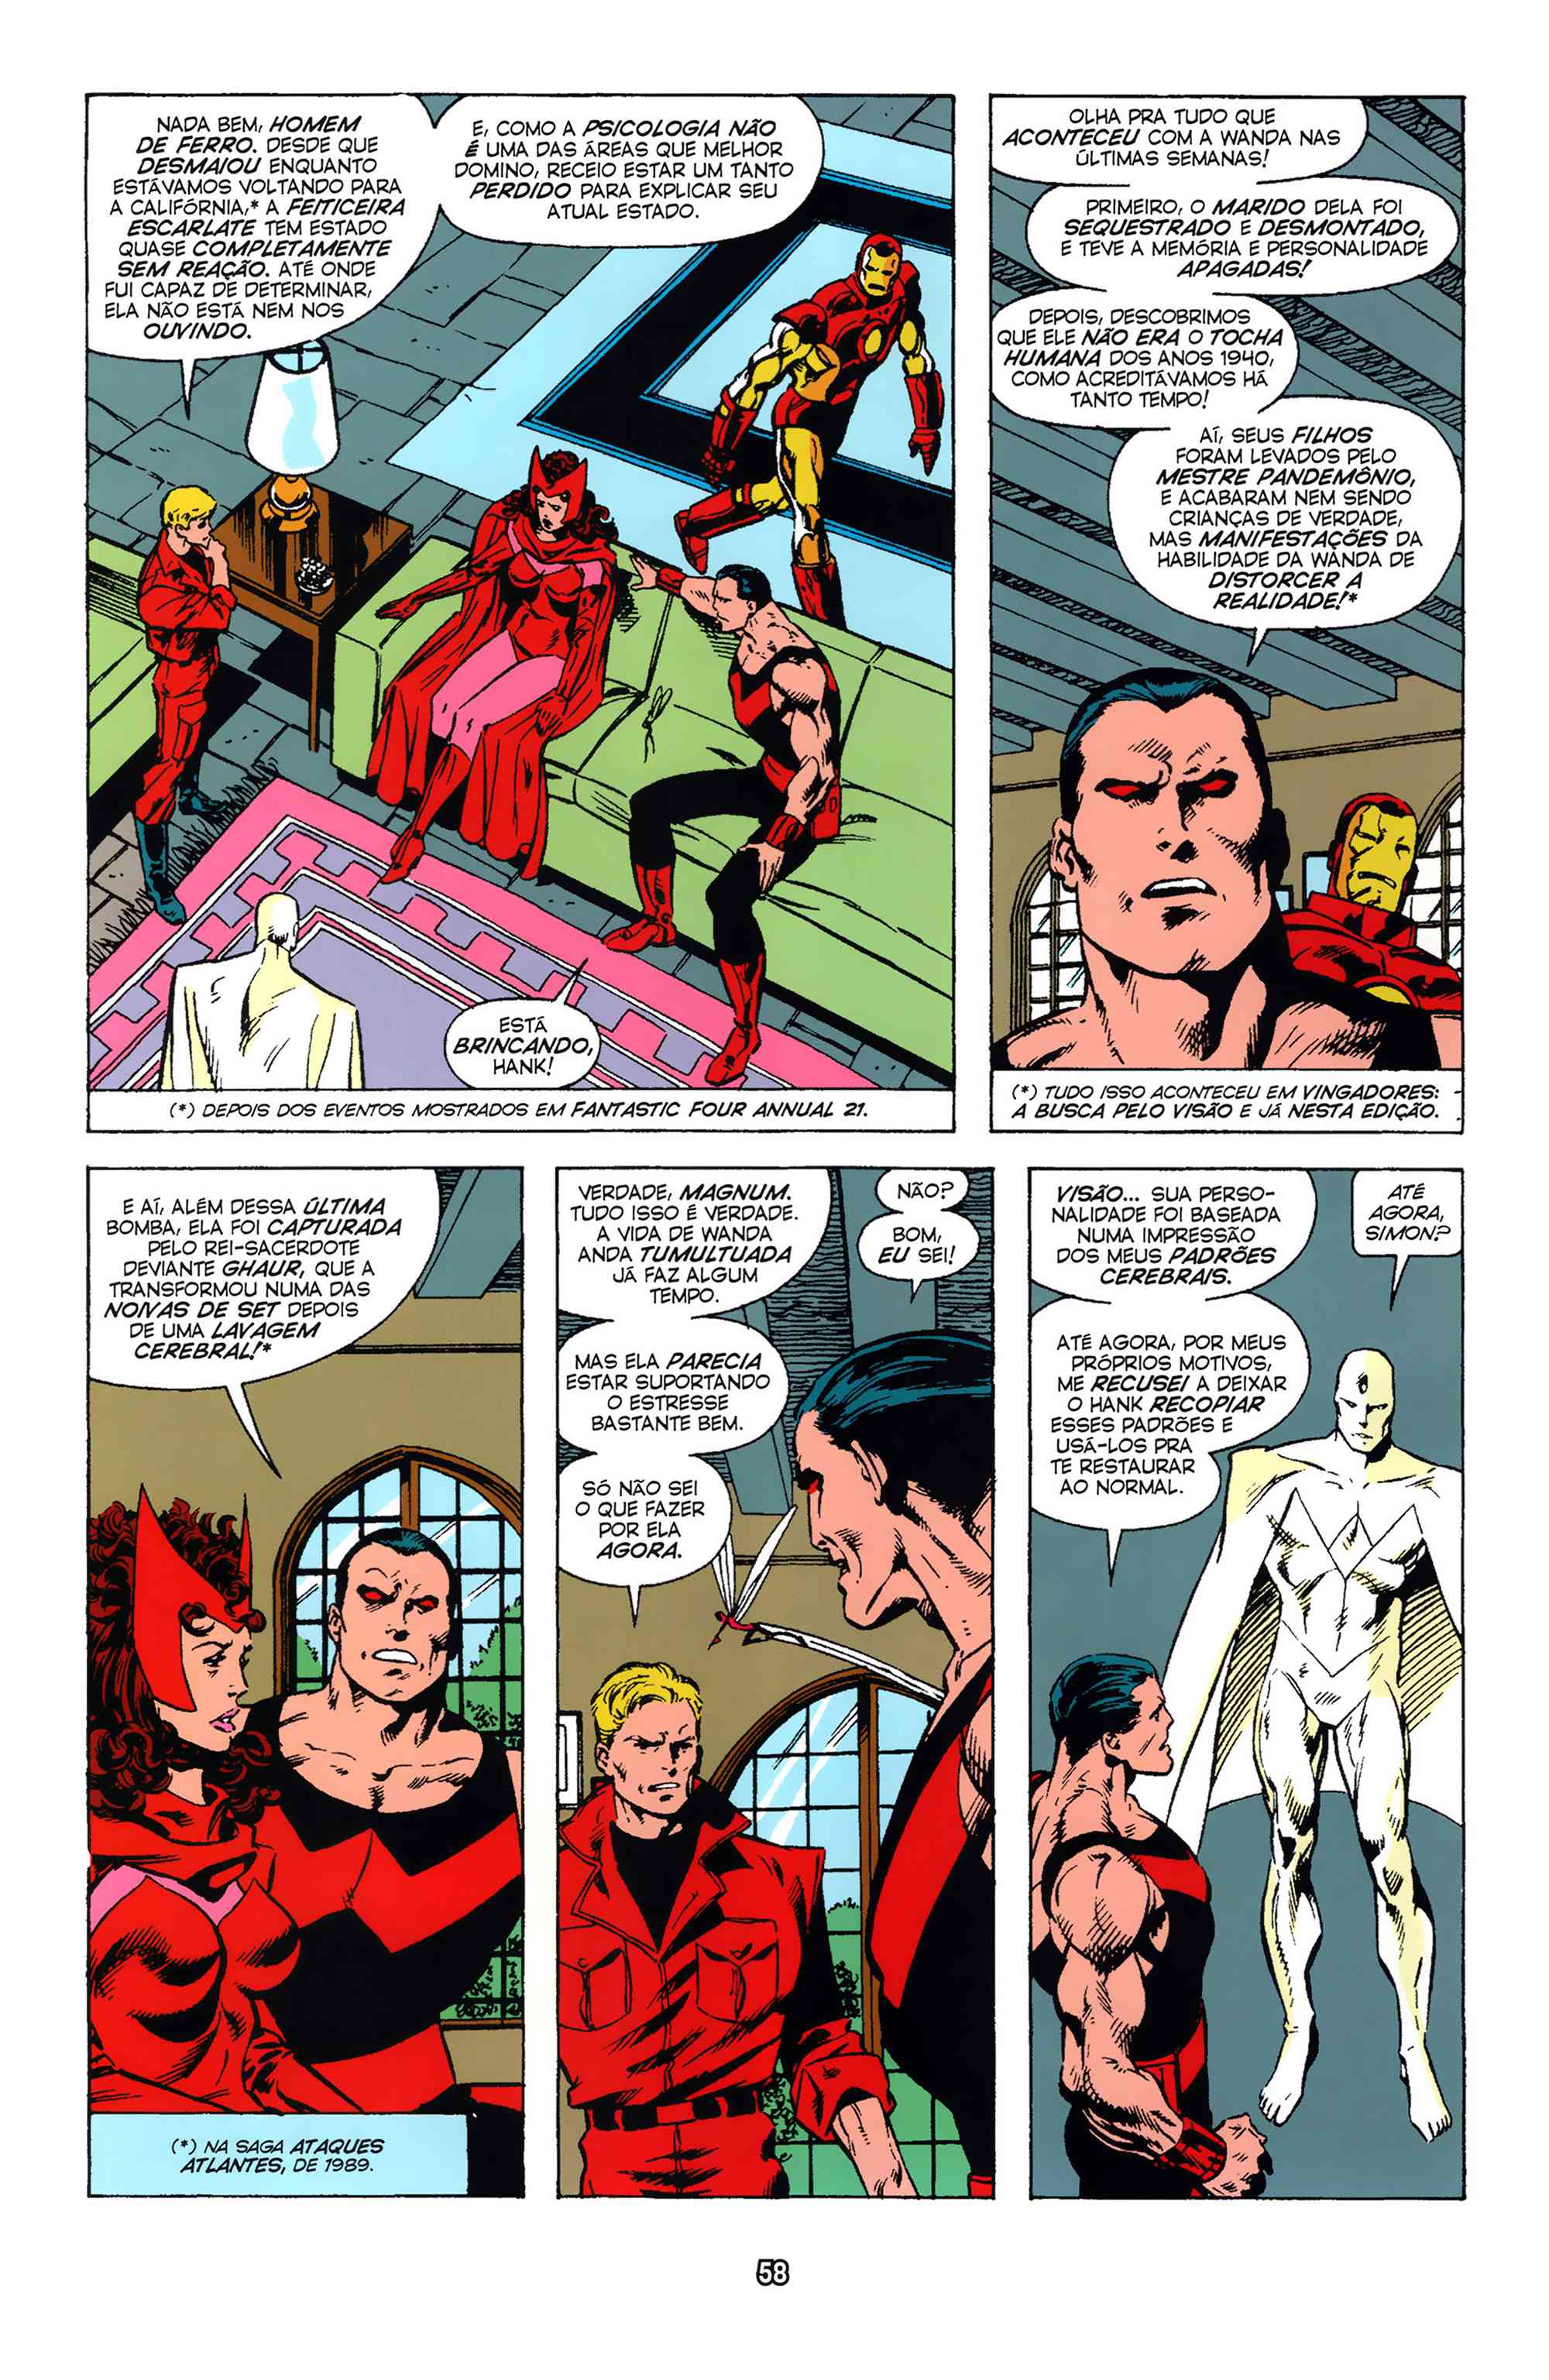 NADA BEM, HOMEM
DE FERRO. DESDE QUE
DESMAIOU ENQUANTO
ESTÁVAMOS VOLTANDO PARA
A CALIFÓRNIA,* A FEITICEIRA
ESCARLATE TEM ESTADO
QUASE COMPLETAMENTE
SEM REAÇÃO. ATÉ ONDE
FUI CAPAZ DE DETERMINAR,
ELA NÃO ESTÁ NEM NOS
OUVINDO.
E, COMO A PSICOLOGIA NÃO
É UMA DAS ÁREAS QUE MELHOR
DOMINO, RECEIO ESTAR UM TANTO
PERDIDO PARA EXPLICAR SEU
ATUAL ESTADO.
ESTÁ
BRINCANDO,
HANK!
(*) DEPOIS DOS EVENTOS MOSTRADOS EM FANTASTIC FOUR ANNUAL 21.
OLHA PRA TUDO QUE
ACONTECEU COM A WANDA NAS
ÚLTIMAS SEMANAS!
PRIMEIRO, O MARIDO DELA FOI
SEQUESTRADO E DESMONTADO,
E TEVE A MEMÓRIA E PERSONALIDADE
APAGADAS!
DEPOIS, DESCOBRIMOS
QUE ELE NÃO ERA O TOCHA
HUMANA DOS ANOS 1940,
COMO ACREDITÁVAMOS HÁ
TANTO TEMPO!
AÍ, SEUS FILHOS
FORAM LEVADOS PELO
MESTRE PANDEMÔNIO,
E ACABARAM NEM SENDO
CRIANÇAS DE VERDADE,
MAS MANIFESTAÇÕES DA
HABILIDADE DA WANDA DE
DISTORCER A
REALIDADE!*
(*) TUDO ISSO ACONTECEU EM VINGADORES:
A BUSCA PELO VISÃO E JÁ NESTA EDIÇÃO.
E AÍ, ALÉM DESSA ÚLTIMA
BOMBA, ELA FOI CAPTURADA
PELO REI-SACERDOTE
DEVIANTE GHAUR, QUE A
TRANSFORMOU NUMA DAS
NOIVAS DE SET DEPOIS
DE UMA LAVAGEM
CEREBRAL!*
(*) NA SAGA ATAQUES
ATLANTES, DE 1989.
VERDADE, MAGNUM.
TUDO ISSO É VERDADE.
A VIDA DE WANDA
ANDA TUMULTUADA
JÁ FAZ ALGUM
TEMPO.
MAS ELA PARECIA
ESTAR SUPORTANDO
O ESTRESSE
BASTANTE BEM.
SÓ NÃO SEI
O QUE FAZER
POR ELA
AGORA.
NÃO?
BOM,
EU SEI!
VISÃO... SUA PERSO-
NALIDADE FOI BASEADA
NUMA IMPRESSÃO
DOS MEUS PADRÕES
CEREBRAIS.
ATÉ AGORA, POR MEUS
PRÓPRIOS MOTIVOS,
ME RECUSEI A DEIXAR
O HANK RECOPIAR
ESSES PADRÕES E
USÁ-LOS PRA
TE RESTAURAR
AO NORMAL.
ATÉ
AGORA,
SIMON?
58